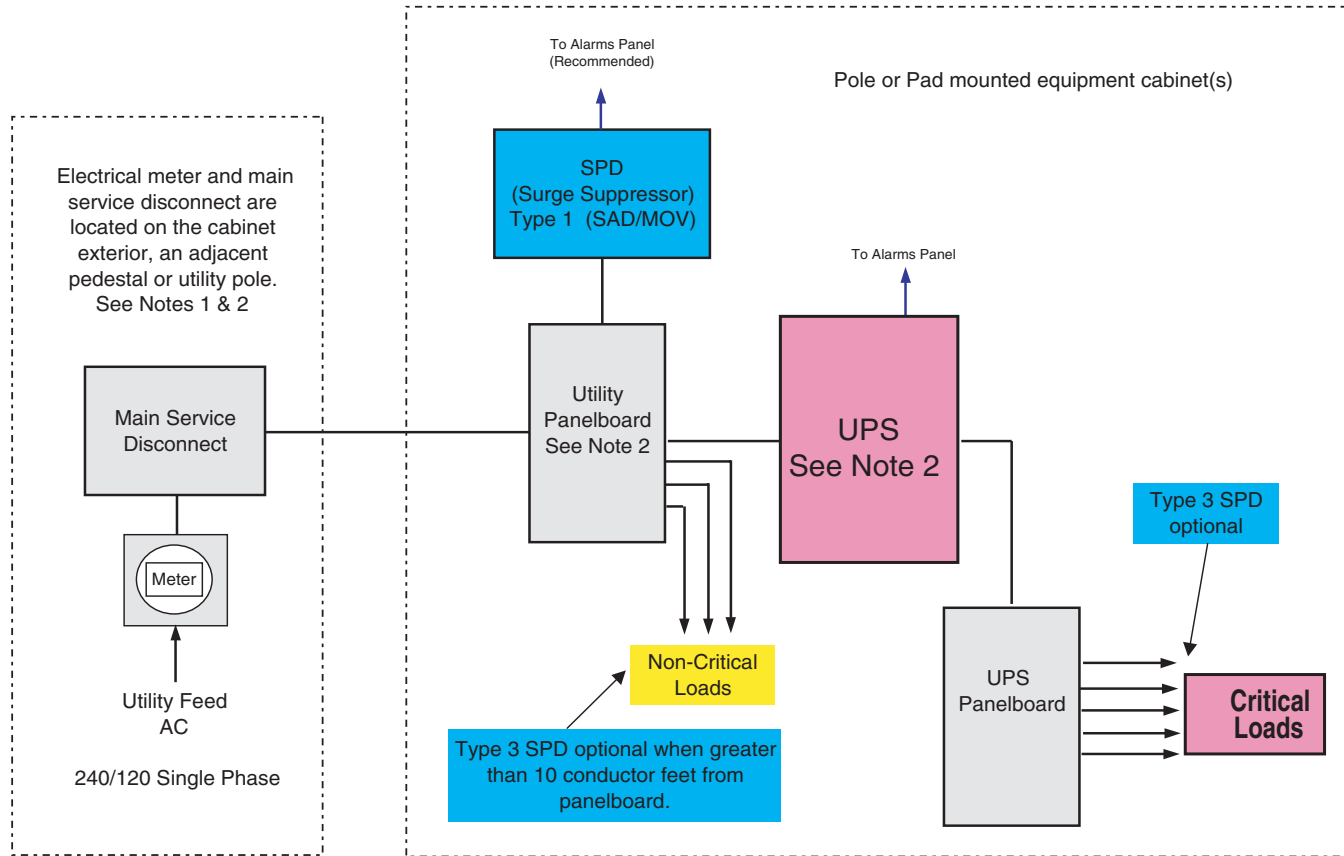 To Alarms Panel
(Recommended)
Pole or Pad mounted equipment cabinet(s)
Electrical meter and main
service disconnect are
located on the cabinet
exterior, an adjacent
pedestal or utility pole.
See Notes 1 & 2
SPD
(Surge Suppressor)
Type 1 (SAD/MOV)
To Alarms Panel
Main Service
Disconnect
Utility
Panelboard
See Note 2
UPS
See Note 2
Type 3 SPD
optional
Meter
Non-Critical
Loads
UPS
Panelboard
Critical
Loads
Utility Feed
AC
240/120 Single Phase
Type 3 SPD optional when greater
than 10 conductor feet from
panelboard.